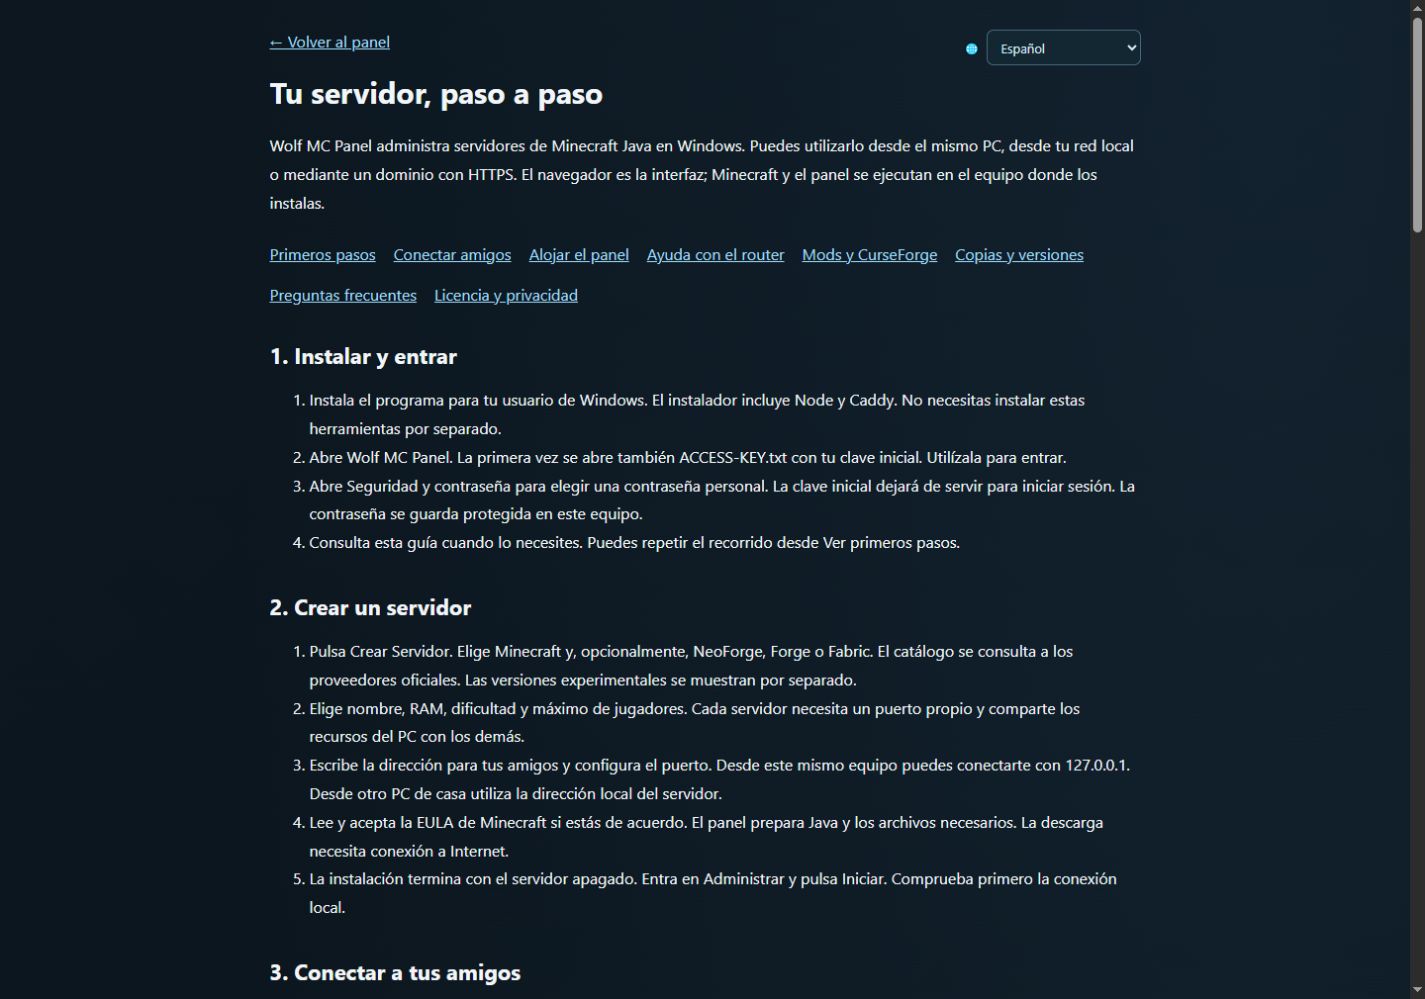 ← Volver al panel
Español
Tu servidor, paso a paso
Wolf MC Panel administra servidores de Minecraft Java en Windows. Puedes utilizarlo desde el mismo PC, desde tu red local
o mediante un dominio con HTTPS. El navegador es la interfaz; Minecraft y el panel se ejecutan en el equipo donde los
instalas.
Primeros pasos Conectar amigos Alojar el panel Ayuda con el router Mods y CurseForge Copias y versiones
Preguntas frecuentes Licencia y privacidad
1. Instalar y entrar
1. Instala el programa para tu usuario de Windows. El instalador incluye Node y Caddy. No necesitas instalar estas
herramientas por separado.
2. Abre Wolf MC Panel. La primera vez se abre también ACCESS-KEY.txt con tu clave inicial. Utilízala para entrar.
3. Abre Seguridad y contraseña para elegir una contraseña personal. La clave inicial dejará de servir para iniciar sesión. La
contraseña se guarda protegida en este equipo.
4. Consulta esta guía cuando lo necesites. Puedes repetir el recorrido desde Ver primeros pasos.
2. Crear un servidor
1. Pulsa Crear Servidor. Elige Minecraft y, opcionalmente, NeoForge, Forge o Fabric. El catálogo se consulta a los
proveedores oficiales. Las versiones experimentales se muestran por separado.
2. Elige nombre, RAM, dificultad y máximo de jugadores. Cada servidor necesita un puerto propio y comparte los
recursos del PC con los demás.
3. Escribe la dirección para tus amigos y configura el puerto. Desde este mismo equipo puedes conectarte con 127.0.0.1.
Desde otro PC de casa utiliza la dirección local del servidor.
4. Lee y acepta la EULA de Minecraft si estás de acuerdo. El panel prepara Java y los archivos necesarios. La descarga
necesita conexión a Internet.
5. La instalación termina con el servidor apagado. Entra en Administrar y pulsa Iniciar. Comprueba primero la conexión
local.
3. Conectar a tus amigos